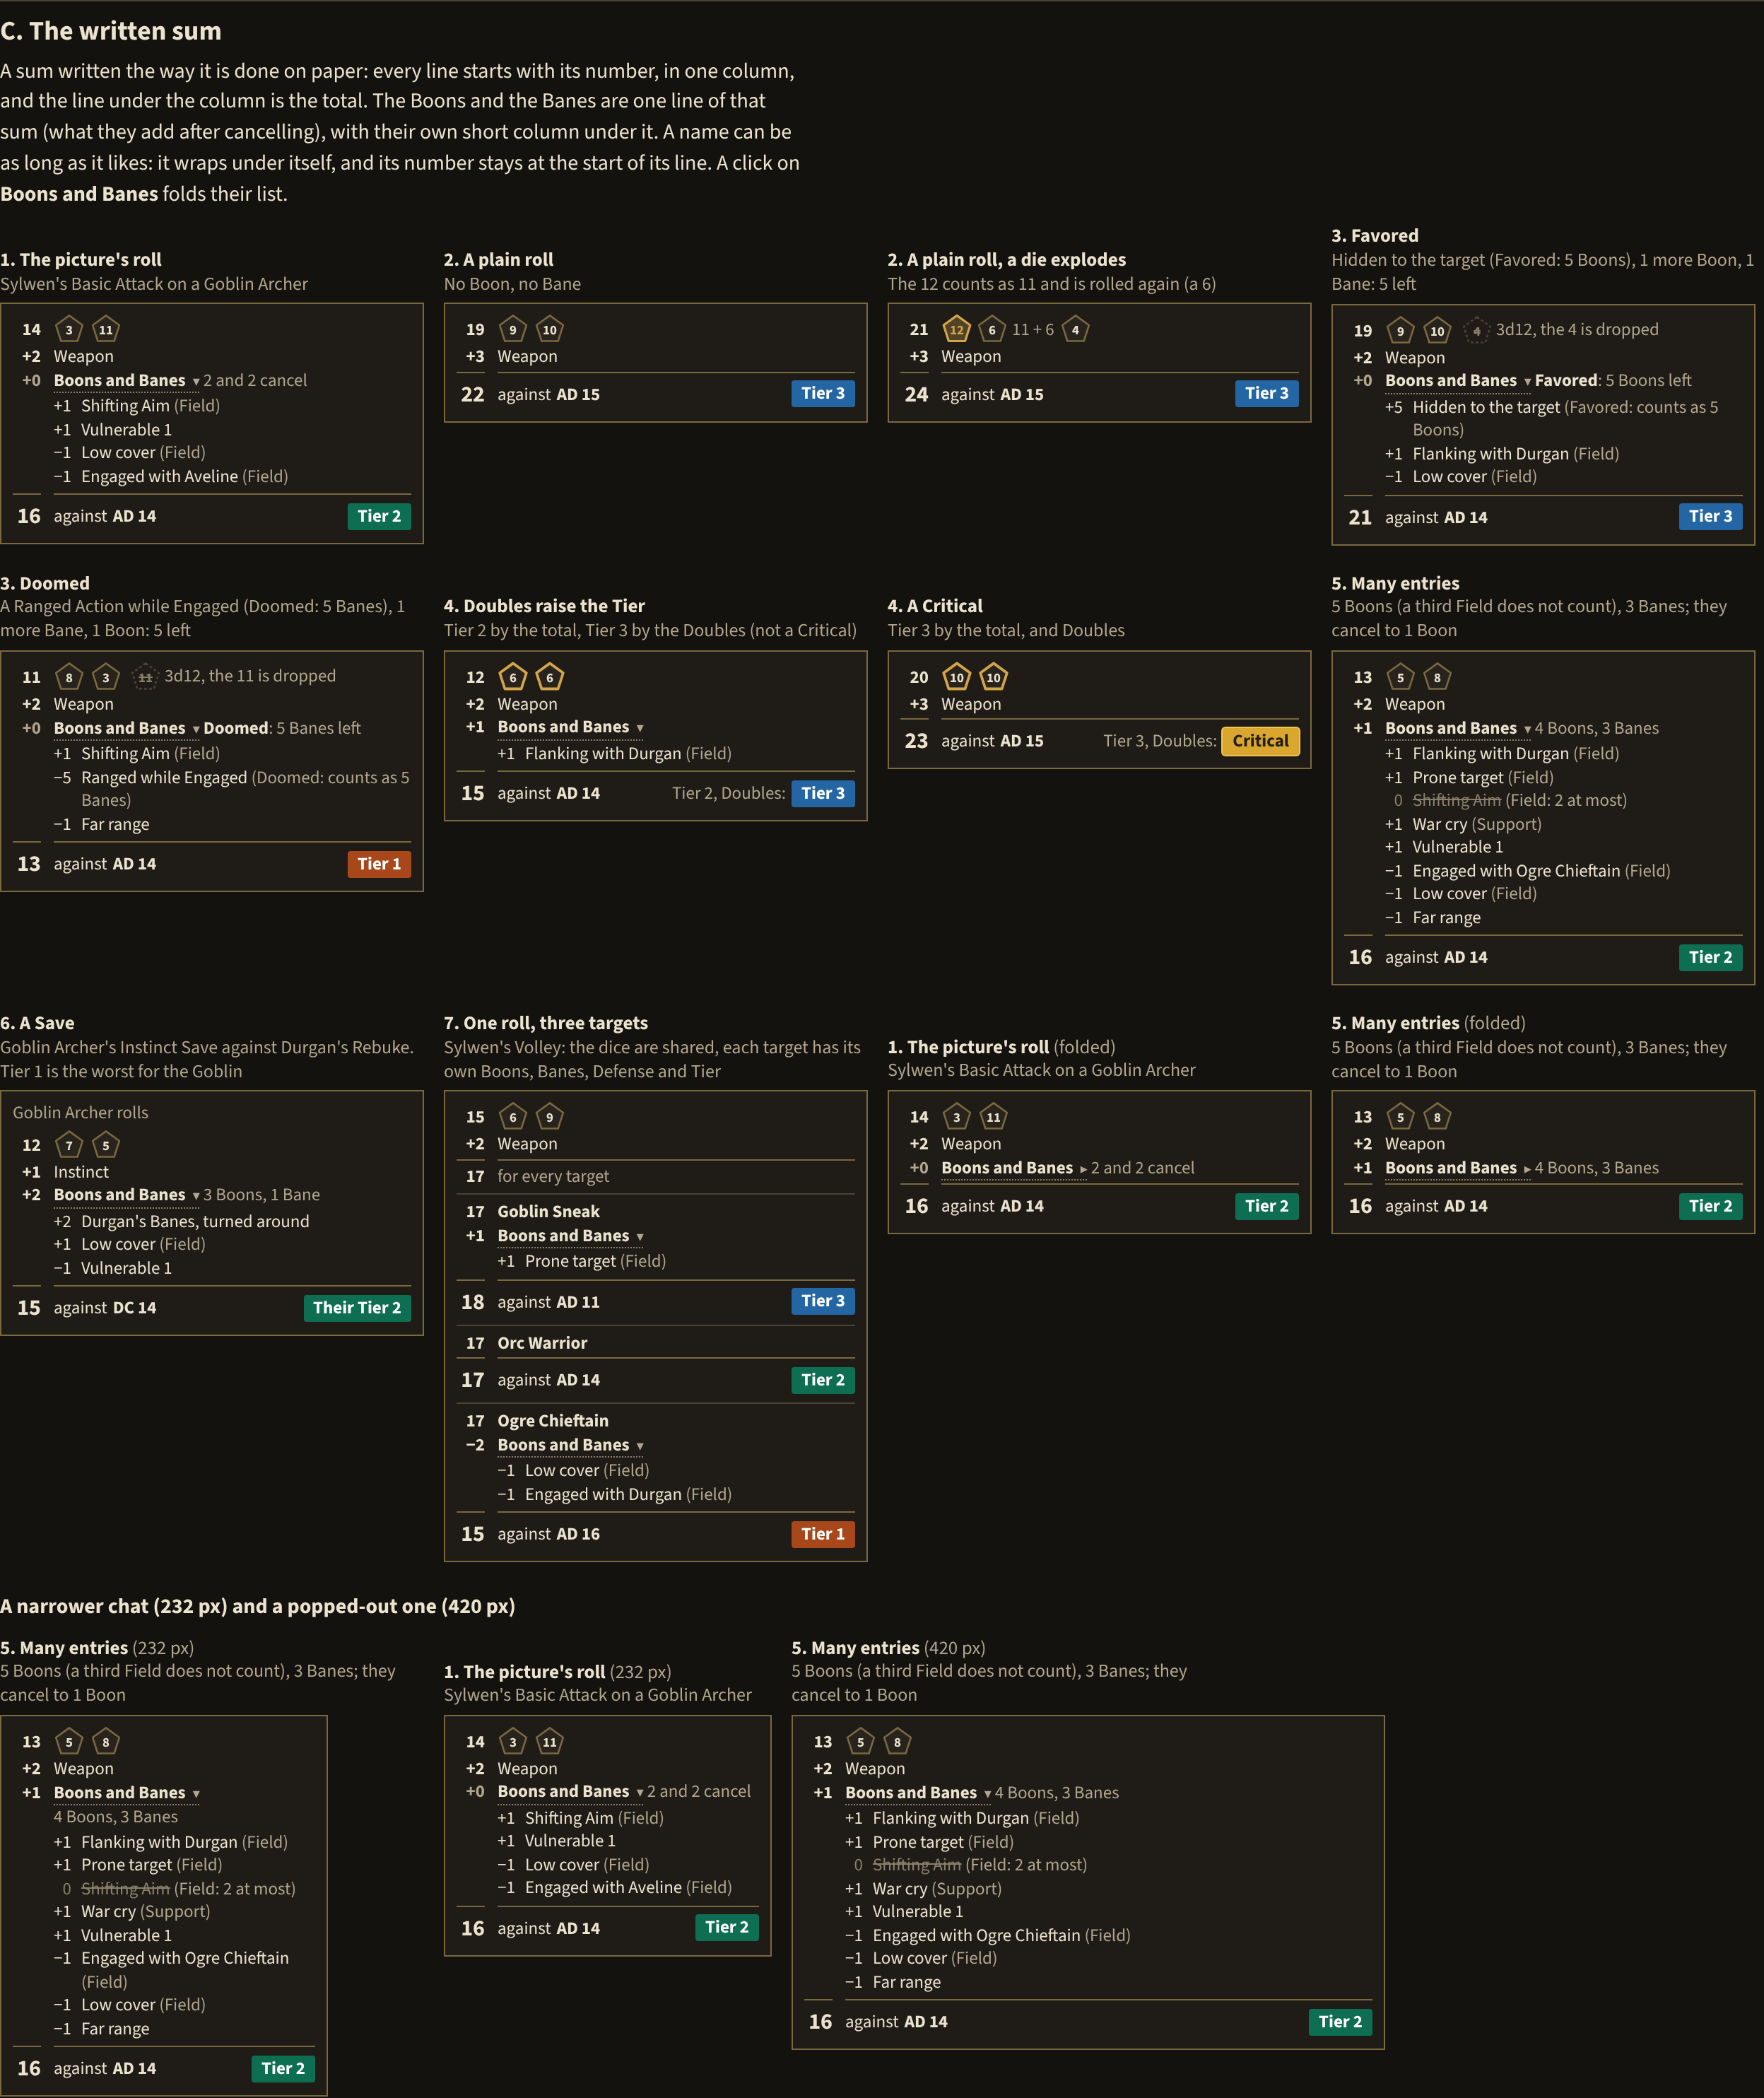 C. The written sum
A sum written the way it is done on paper: every line starts with its number, in one column,
and the line under the column is the total. The Boons and the Banes are one line of that
sum (what they add after cancelling), with their own short column under it. A name can be
as long as it likes: it wraps under itself, and its number stays at the start of its line. A click on
Boons and Banes folds their list.
1. The picture's roll
Sylwen's Basic Attack on a Goblin Archer
14 3 11
+2 Weapon
+0 Boons and Banes ▾ 2 and 2 cancel
+1 Shifting Aim (Field)
+1 Vulnerable 1
−1 Low cover (Field)
−1 Engaged with Aveline (Field)
16 against AD 14 Tier 2
2. A plain roll
No Boon, no Bane
19 9 10
+3 Weapon
22 against AD 15 Tier 3
2. A plain roll, a die explodes
The 12 counts as 11 and is rolled again (a 6)
21 12 6 11 + 6 4
+3 Weapon
24 against AD 15 Tier 3
3. Favored
Hidden to the target (Favored: 5 Boons), 1 more Boon, 1
Bane: 5 left
19 9 10 4 3d12, the 4 is dropped
+2 Weapon
+0 Boons and Banes ▾ Favored: 5 Boons left
+5 Hidden to the target (Favored: counts as 5
Boons)
+1 Flanking with Durgan (Field)
−1 Low cover (Field)
21 against AD 14 Tier 3
3. Doomed
A Ranged Action while Engaged (Doomed: 5 Banes), 1
more Bane, 1 Boon: 5 left
11 8 3 11 3d12, the 11 is dropped
+2 Weapon
+0 Boons and Banes ▾ Doomed: 5 Banes left
+1 Shifting Aim (Field)
−5 Ranged while Engaged (Doomed: counts as 5
Banes)
−1 Far range
13 against AD 14 Tier 1
4. Doubles raise the Tier
Tier 2 by the total, Tier 3 by the Doubles (not a Critical)
12 6 6
+2 Weapon
+1 Boons and Banes ▾
+1 Flanking with Durgan (Field)
15 against AD 14 Tier 2, Doubles: Tier 3
4. A Critical
Tier 3 by the total, and Doubles
20 10 10
+3 Weapon
23 against AD 15 Tier 3, Doubles: Critical
5. Many entries
5 Boons (a third Field does not count), 3 Banes; they
cancel to 1 Boon
13 5 8
+2 Weapon
+1 Boons and Banes ▾ 4 Boons, 3 Banes
+1 Flanking with Durgan (Field)
+1 Prone target (Field)
0 Shifting Aim (Field: 2 at most)
+1 War cry (Support)
+1 Vulnerable 1
−1 Engaged with Ogre Chieftain (Field)
−1 Low cover (Field)
−1 Far range
16 against AD 14 Tier 2
6. A Save
Goblin Archer's Instinct Save against Durgan's Rebuke.
Tier 1 is the worst for the Goblin
Goblin Archer rolls
12 7 5
+1 Instinct
+2 Boons and Banes ▾ 3 Boons, 1 Bane
+2 Durgan's Banes, turned around
+1 Low cover (Field)
−1 Vulnerable 1
15 against DC 14 Their Tier 2
7. One roll, three targets
Sylwen's Volley: the dice are shared, each target has its
own Boons, Banes, Defense and Tier
15 6 9
+2 Weapon
17 for every target
17 Goblin Sneak
+1 Boons and Banes ▾
+1 Prone target (Field)
18 against AD 11 Tier 3
17 Orc Warrior
17 against AD 14 Tier 2
17 Ogre Chieftain
−2 Boons and Banes ▾
−1 Low cover (Field)
−1 Engaged with Durgan (Field)
15 against AD 16 Tier 1
1. The picture's roll (folded)
Sylwen's Basic Attack on a Goblin Archer
14 3 11
+2 Weapon
+0 Boons and Banes ▸ 2 and 2 cancel
16 against AD 14 Tier 2
5. Many entries (folded)
5 Boons (a third Field does not count), 3 Banes; they
cancel to 1 Boon
13 5 8
+2 Weapon
+1 Boons and Banes ▸ 4 Boons, 3 Banes
16 against AD 14 Tier 2
A narrower chat (232 px) and a popped-out one (420 px)
5. Many entries (232 px)
5 Boons (a third Field does not count), 3 Banes; they
cancel to 1 Boon
13 5 8
+2 Weapon
+1 Boons and Banes ▾
4 Boons, 3 Banes
+1 Flanking with Durgan (Field)
+1 Prone target (Field)
0 Shifting Aim (Field: 2 at most)
+1 War cry (Support)
+1 Vulnerable 1
−1 Engaged with Ogre Chieftain
(Field)
−1 Low cover (Field)
−1 Far range
16 against AD 14 Tier 2
1. The picture's roll (232 px)
Sylwen's Basic Attack on a Goblin Archer
14 3 11
+2 Weapon
+0 Boons and Banes ▾ 2 and 2 cancel
+1 Shifting Aim (Field)
+1 Vulnerable 1
−1 Low cover (Field)
−1 Engaged with Aveline (Field)
16 against AD 14 Tier 2
5. Many entries (420 px)
5 Boons (a third Field does not count), 3 Banes; they
cancel to 1 Boon
13 5 8
+2 Weapon
+1 Boons and Banes ▾ 4 Boons, 3 Banes
+1 Flanking with Durgan (Field)
+1 Prone target (Field)
0 Shifting Aim (Field: 2 at most)
+1 War cry (Support)
+1 Vulnerable 1
−1 Engaged with Ogre Chieftain (Field)
−1 Low cover (Field)
−1 Far range
16 against AD 14 Tier 2